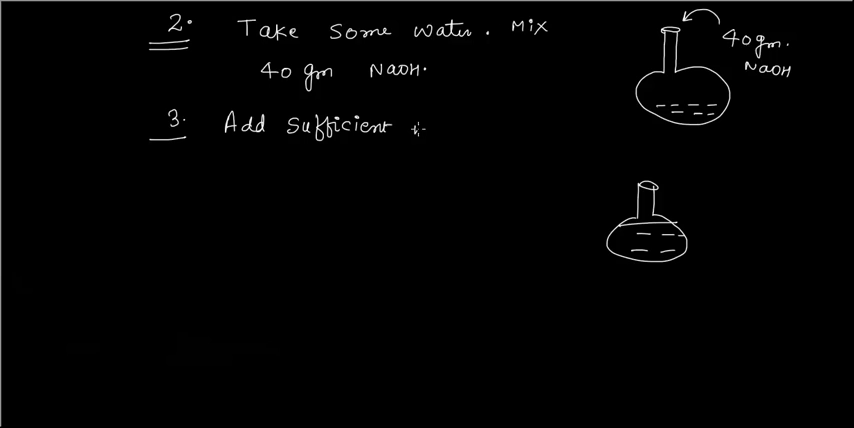 2. Take Some water. Mix
40 gm NaOH.
3. Add Sufficient
40 gm.
NaOH